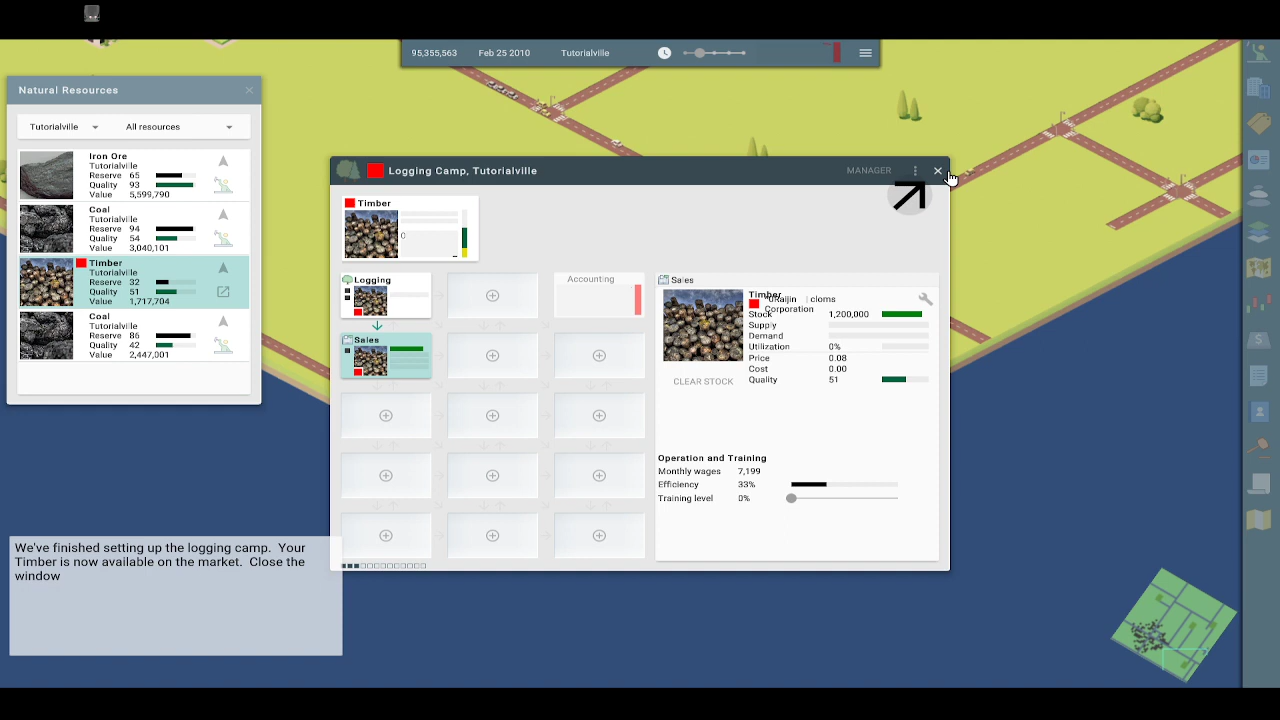 95,355,563 Feb 25 2010 Tutorialville
Natural Resources
Tutorialville All resources
Iron Ore
Tutorialville
Reserve 65
Quality 93
Value 5,599,790
Coal
Tutorialville
Reserve 94
Quality 54
Value 3,040,101
Timber
Tutorialville
Reserve 32
Quality 51
Value 1,717,704
Coal
Tutorialville
Reserve 86
Quality 42
Value 2,447,001
Logging Camp, Tutorialville MANAGER
Timber
0
Logging
Accounting
Sales
Sales
Timber
Corporation
Stock 1,200,000
Supply
Demand
Utilization 0%
Price 0.08
Cost 0.00
Quality 51
CLEAR STOCK
Operation and Training
Monthly wages 7,199
Efficiency 33%
Training level 0%
We've finished setting up the logging camp. Your
Timber is now available on the market. Close the
window